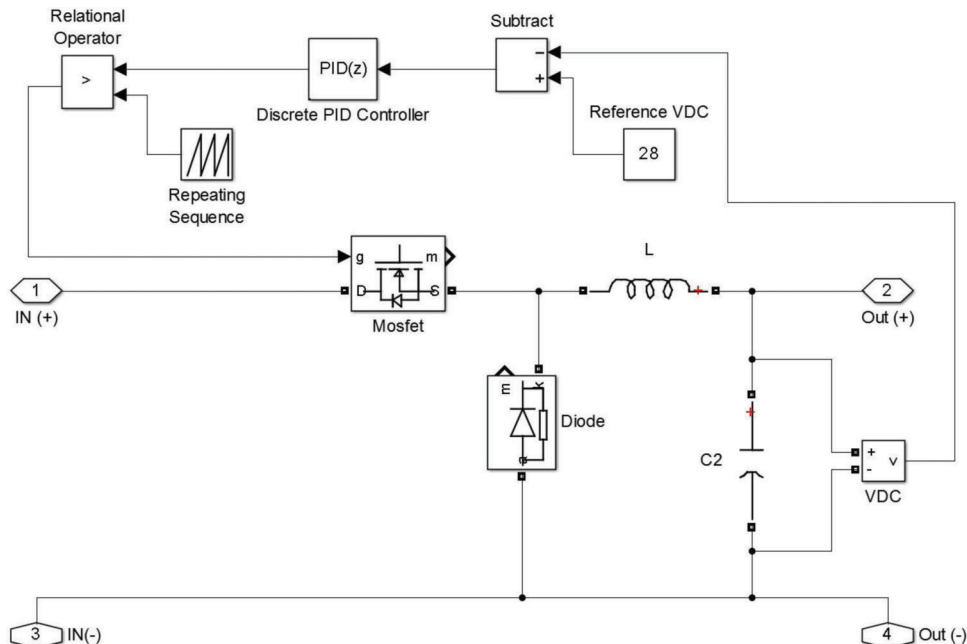 Relational
Operator
>
PID(z)
Discrete PID Controller
Subtract
−
+
Reference VDC
28
Repeating
Sequence
g
m
D
S
Mosfet
1
IN (+)
L
+
2
Out (+)
m
k
a
Diode
+
C2
+
-
v
VDC
3
IN(-)
4
Out (-)